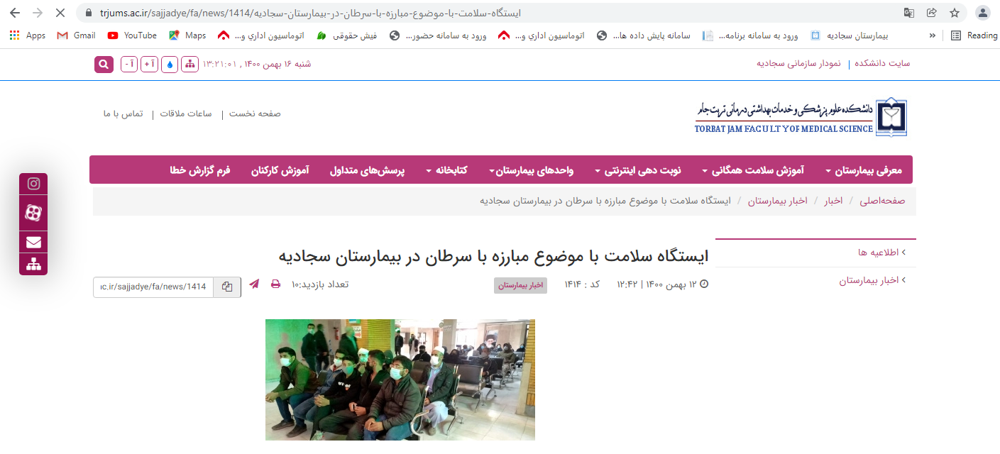 trjums.ac.ir/sajjadye/fa/news/1414/ایستگاه-سلامت-با-موضوع-مبارزه-با-سرطان-در-بیمارستان-سجادیه
Apps Gmail YouTube Maps اتوماسیون اداري و... فیش حقوقی ورود به سامانه حضور... اتوماسیون اداري و... سامانه پایش داده ها... ورود به سامانه برنامه... بیمارستان سجادیه » Reading
سایت دانشکده | نمودار سازمانی سجادیه
شنبه ۱۶ بهمن ۱۴۰۰ , ۱۳:۲۱:۰۱
آ + آ -
دانشکده علوم پزشکی و خدمات بهداشتی درمانی تربت جام
TORBAT JAM FACULTY OF MEDICAL SCIENCE
صفحه نخست | ساعات ملاقات | تماس با ما
معرفی بیمارستان آموزش سلامت همگانی نوبت دهی اینترنتی واحدهای بیمارستان کتابخانه پرسش‌های متداول آموزش کارکنان فرم گزارش خطا
صفحه‌اصلی / اخبار / اخبار بیمارستان / ایستگاه سلامت با موضوع مبارزه با سرطان در بیمارستان سجادیه
اطلاعیه ها
اخبار بیمارستان
ایستگاه سلامت با موضوع مبارزه با سرطان در بیمارستان سجادیه
۱۲ بهمن ۱۴۰۰ | ۱۲:۴۲ کد : ۱۴۱۴ اخبار بیمارستان تعداد بازدید:۱۰
ac.ir/sajjadye/fa/news/1414